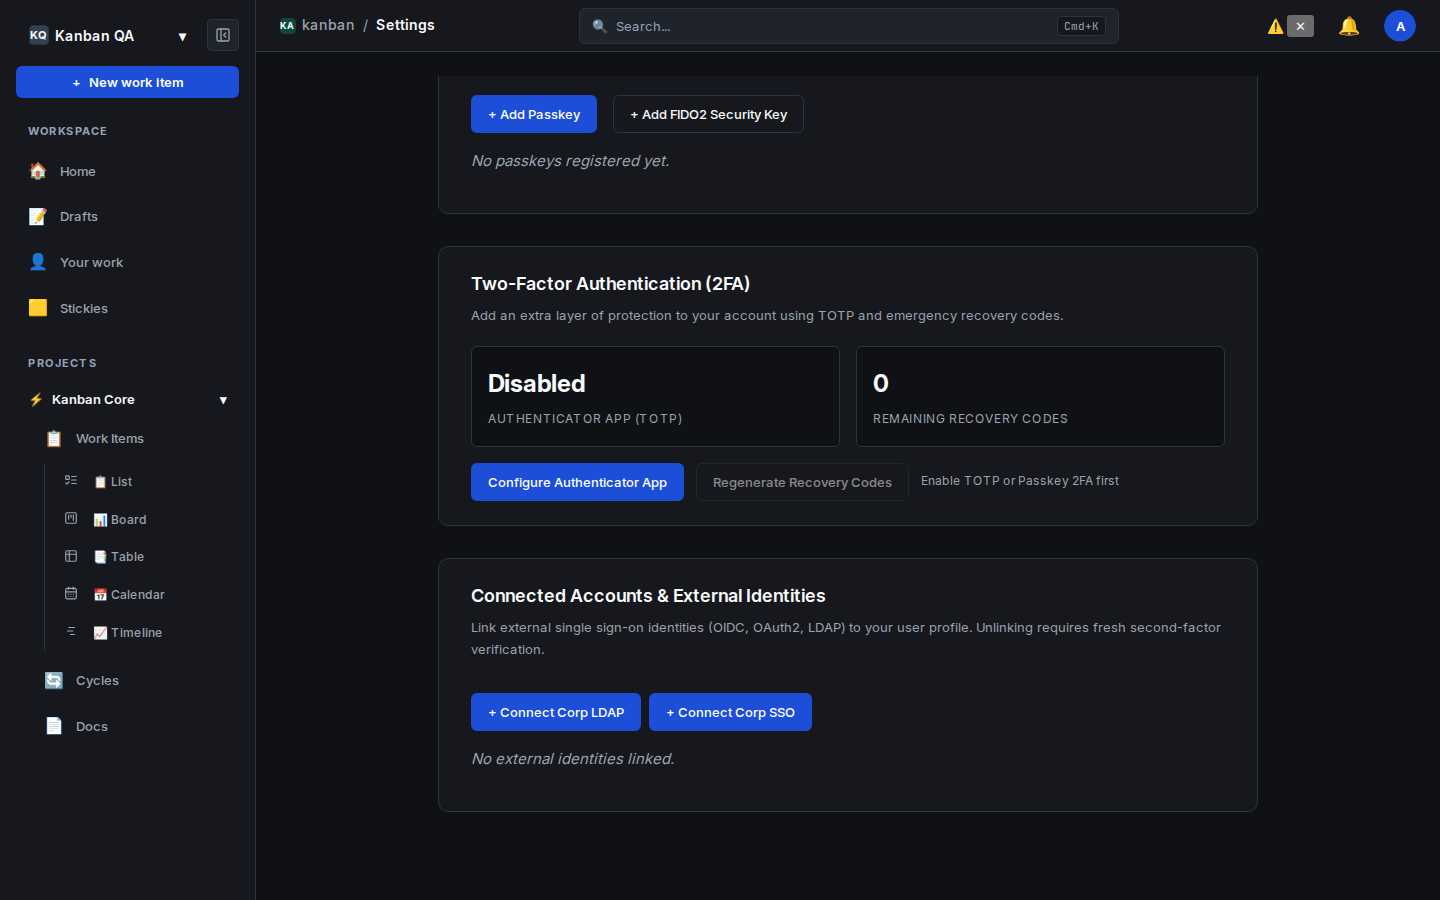 KQ Kanban QA ▼
+ New work item
WORKSPACE
Home
Drafts
Your work
Stickies
PROJECTS
Kanban Core ▼
Work Items
List
Board
Table
Calendar
Timeline
Cycles
Docs
KA kanban / Settings
Search...
Cmd+K
A
+ Add Passkey
+ Add FIDO2 Security Key
No passkeys registered yet.
Two-Factor Authentication (2FA)
Add an extra layer of protection to your account using TOTP and emergency recovery codes.
Disabled
AUTHENTICATOR APP (TOTP)
0
REMAINING RECOVERY CODES
Configure Authenticator App
Regenerate Recovery Codes
Enable TOTP or Passkey 2FA first
Connected Accounts & External Identities
Link external single sign-on identities (OIDC, OAuth2, LDAP) to your user profile. Unlinking requires fresh second-factor
verification.
+ Connect Corp LDAP
+ Connect Corp SSO
No external identities linked.